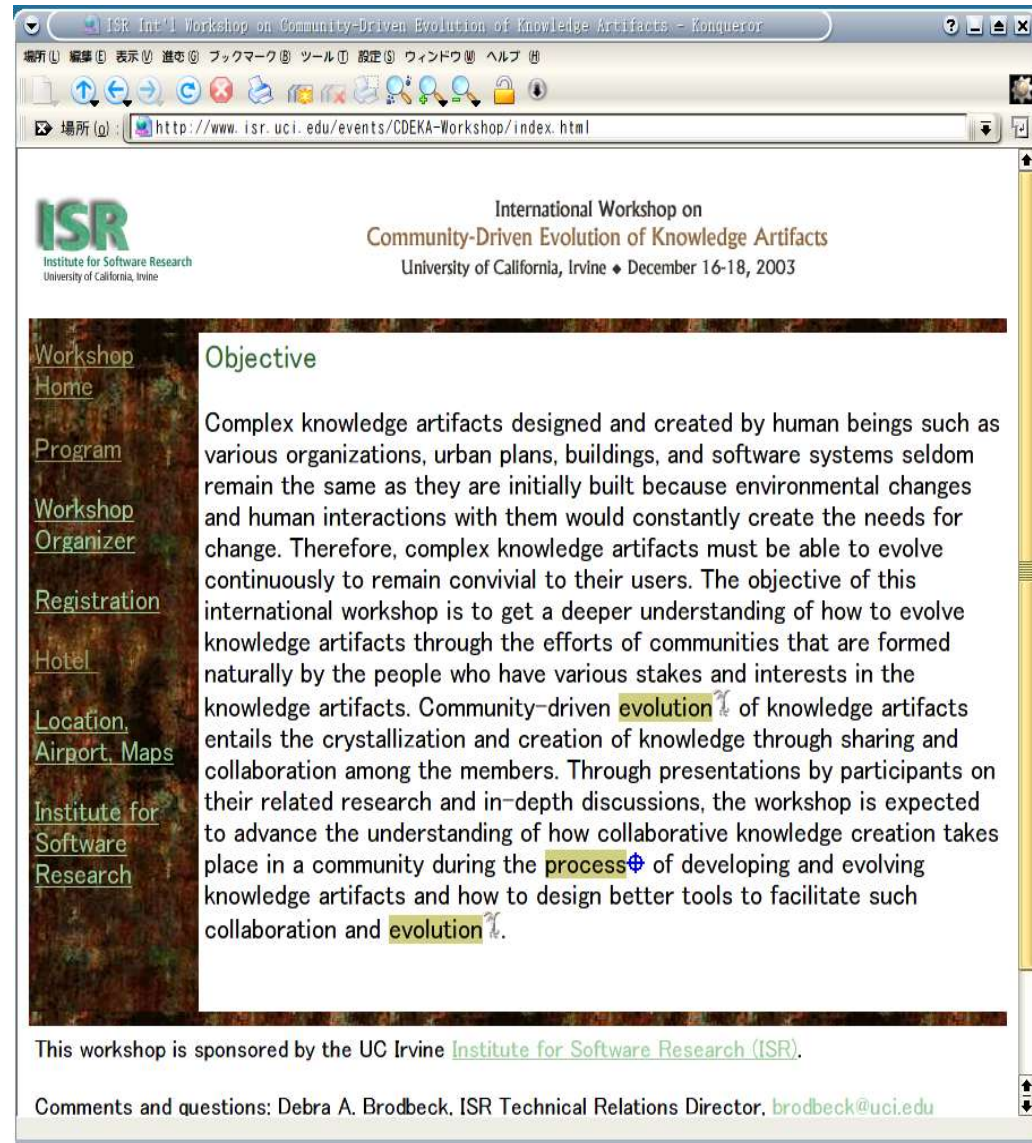 ISR Int'l Workshop on Community-Driven Evolution of Knowledge Artifacts - Konqueror
場所(L) 編集(E) 表示(V) 進む(G) ブックマーク(B) ツール(T) 設定(S) ウィンドウ(W) ヘルプ(H)
場所(o): http://www.isr.uci.edu/events/CDEKA-Workshop/index.html
ISR
Institute for Software Research
University of California, Irvine
International Workshop on
Community-Driven Evolution of Knowledge Artifacts
University of California, Irvine ◆ December 16-18, 2003
Workshop
Home
Program
Workshop
Organizer
Registration
Hotel
Location,
Airport, Maps
Institute for
Software
Research
Objective
Complex knowledge artifacts designed and created by human beings such as
various organizations, urban plans, buildings, and software systems seldom
remain the same as they are initially built because environmental changes
and human interactions with them would constantly create the needs for
change. Therefore, complex knowledge artifacts must be able to evolve
continuously to remain convivial to their users. The objective of this
international workshop is to get a deeper understanding of how to evolve
knowledge artifacts through the efforts of communities that are formed
naturally by the people who have various stakes and interests in the
knowledge artifacts. Community-driven evolution of knowledge artifacts
entails the crystallization and creation of knowledge through sharing and
collaboration among the members. Through presentations by participants on
their related research and in-depth discussions, the workshop is expected
to advance the understanding of how collaborative knowledge creation takes
place in a community during the process of developing and evolving
knowledge artifacts and how to design better tools to facilitate such
collaboration and evolution.
This workshop is sponsored by the UC Irvine Institute for Software Research (ISR).
Comments and questions: Debra A. Brodbeck, ISR Technical Relations Director, brodbeck@uci.edu